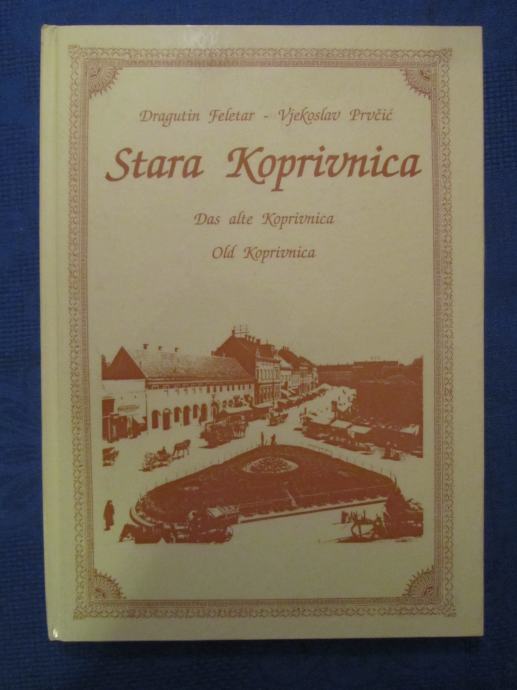 Dragutin Feletar - Vjekoslav Prvčić
Stara Koprivnica
Das alte Koprivnica
Old Koprivnica